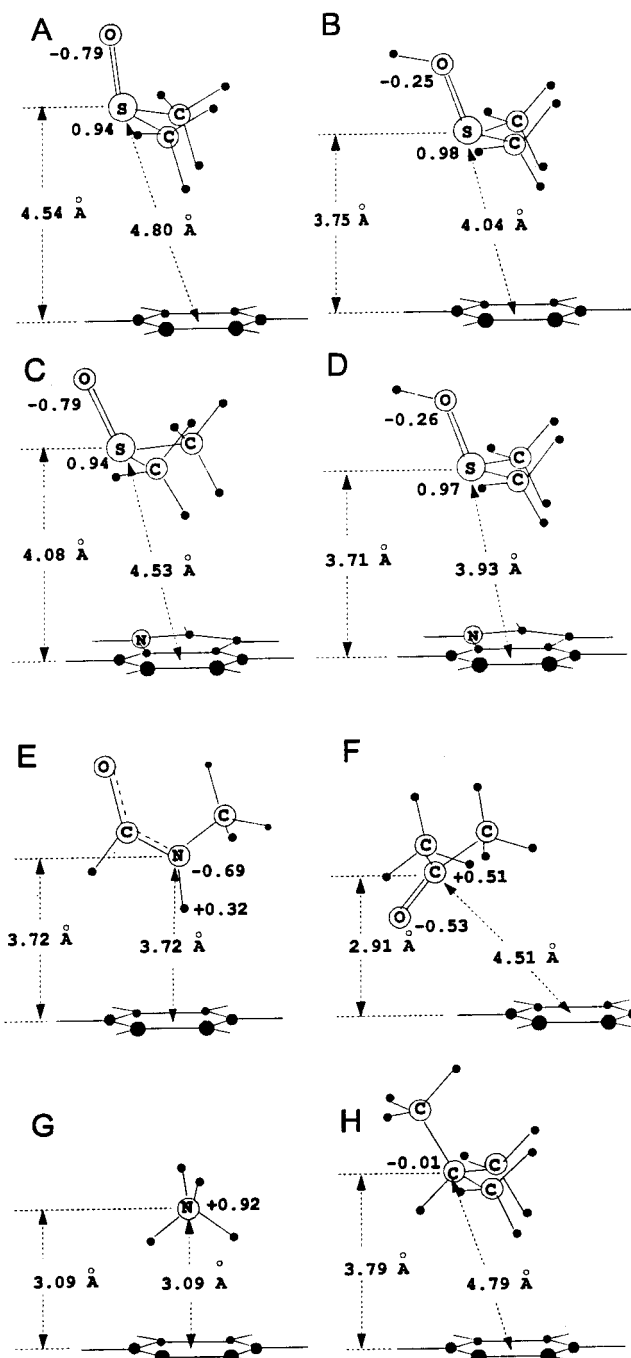 A
O
-0.79
S
C
0.94
C
4.54 Å
4.80 Å
B
O
-0.25
S
C
0.98
C
3.75 Å
4.04 Å
C
O
-0.79
S
C
0.94
C
4.08 Å
4.53 Å
N
D
O
-0.26
S
C
0.97
C
3.71 Å
3.93 Å
N
E
O
C
C
N
-0.69
+0.32
3.72 Å
3.72 Å
F
C
C
C
+0.51
O
-0.53
2.91 Å
4.51 Å
G
N
+0.92
3.09 Å
3.09 Å
H
C
-0.01
C
C
C
3.79 Å
4.79 Å